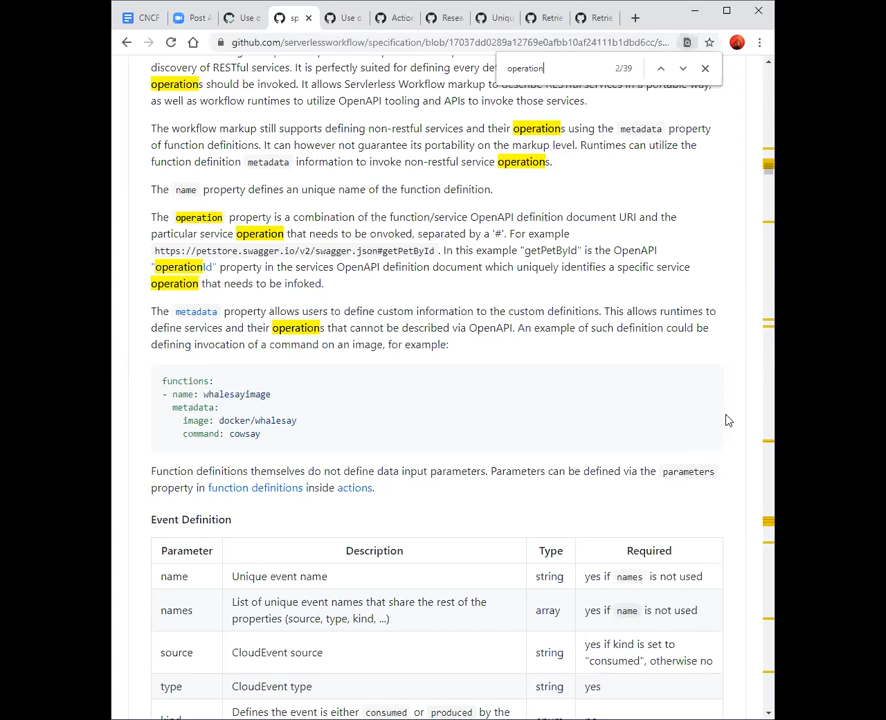 CNCF
Post A
Use o
sp
Use o
Action
Resea
Uniqu
Retrie
Retrie
github.com/serverlessworkflow/specification/blob/17037dd0289a12769e0afbb10af24111b1dbd6cc/s...
operation 2/39
discovery of RESTful services. It is perfectly suited for defining every de
operations should be invoked. It allows Servlerless Workflow markup to describe RESTful services in a portable way,
as well as workflow runtimes to utilize OpenAPI tooling and APIs to invoke those services.
The workflow markup still supports defining non-restful services and their operations using the metadata property
of function definitions. It can however not guarantee its portability on the markup level. Runtimes can utilize the
function definition metadata information to invoke non-restful service operations.
The name property defines an unique name of the function definition.
The operation property is a combination of the function/service OpenAPI definition document URI and the
particular service operation that needs to be onvoked, separated by a '#'. For example
https://petstore.swagger.io/v2/swagger.json#getPetById . In this example "getPetById" is the OpenAPI
"operationId" property in the services OpenAPI definition document which uniquely identifies a specific service
operation that needs to be infoked.
The metadata property allows users to define custom information to the custom definitions. This allows runtimes to
define services and their operations that cannot be described via OpenAPI. An example of such definition could be
defining invocation of a command on an image, for example:
functions:
- name: whalesayimage
metadata:
image: docker/whalesay
command: cowsay
Function definitions themselves do not define data input parameters. Parameters can be defined via the parameters
property in function definitions inside actions.
Event Definition
Parameter Description Type Required
name Unique event name string yes if names is not used
names List of unique event names that share the rest of the properties (source, type, kind, ...) array yes if name is not used
source CloudEvent source string yes if kind is set to "consumed", otherwise no
type CloudEvent type string yes
Defines the event is either consumed or produced by the